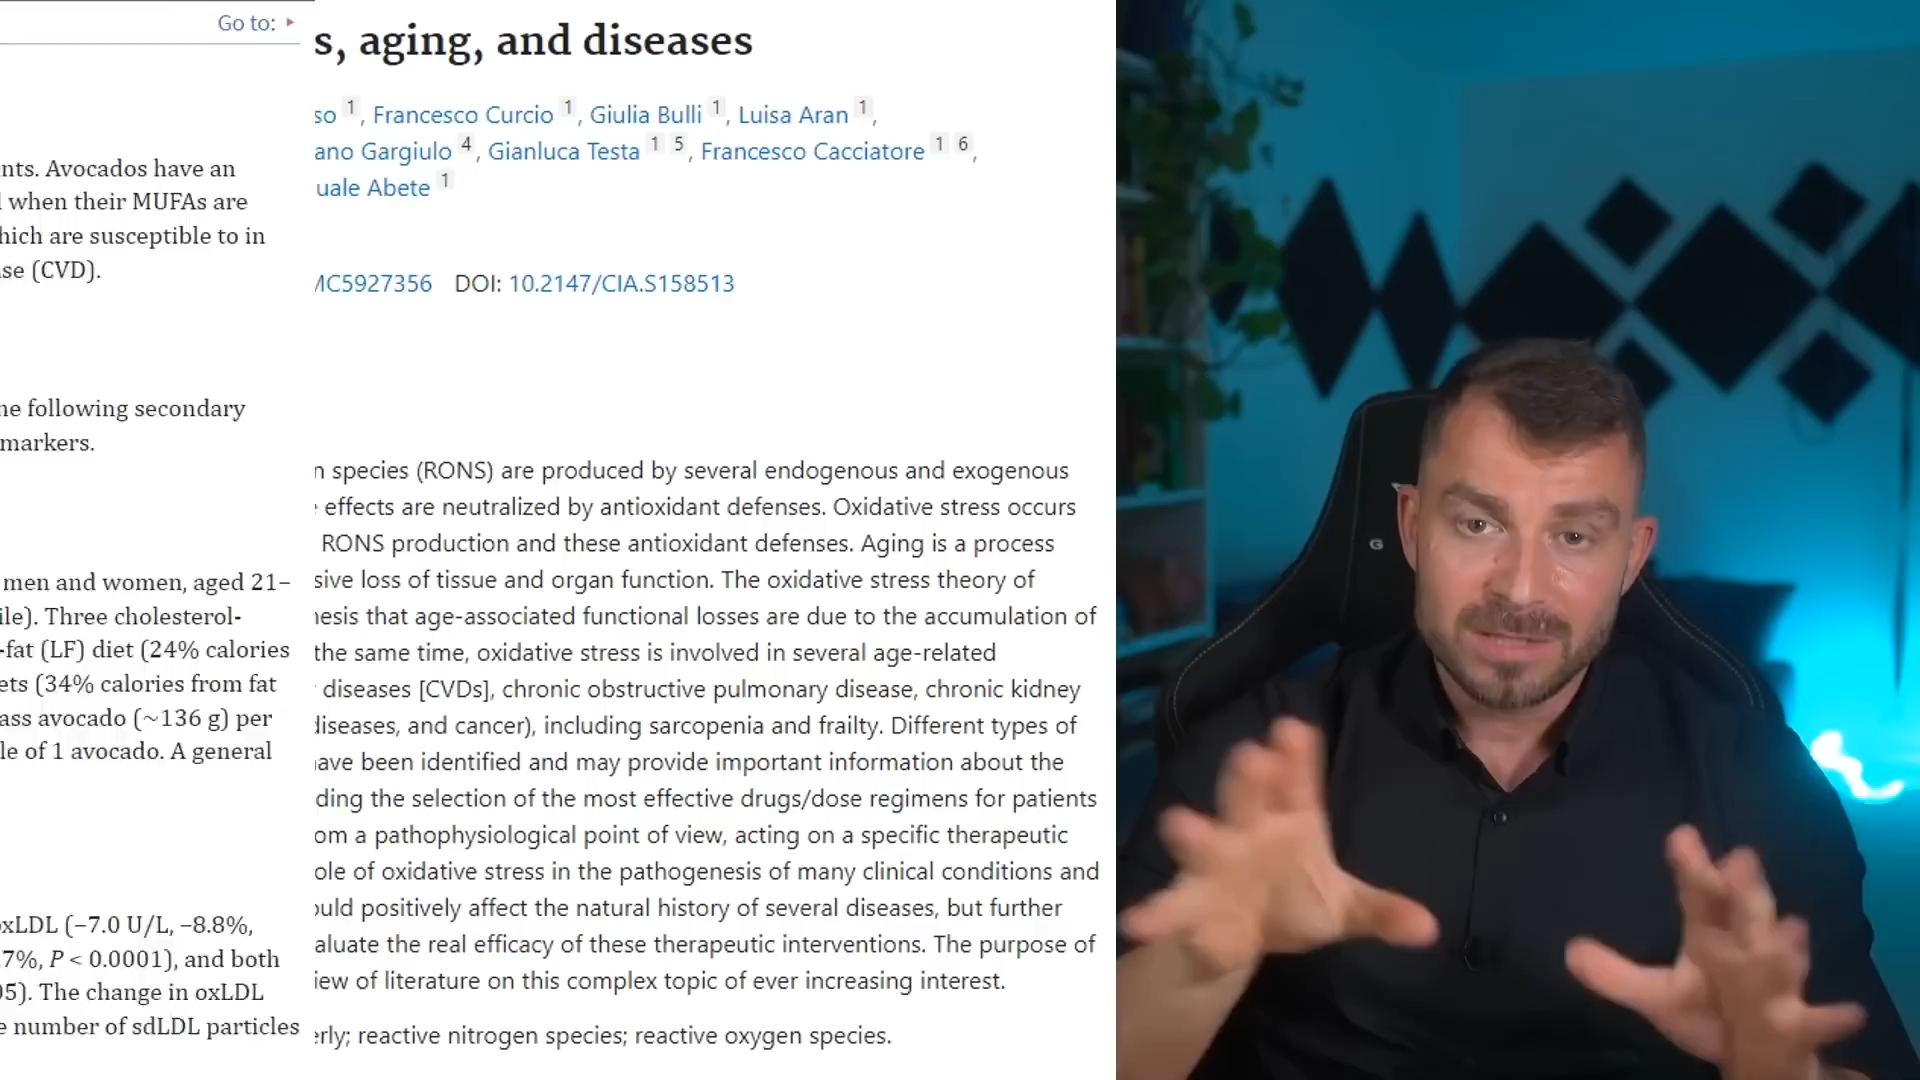 Go to:
nts. Avocados have an
when their MUFAs are
hich are susceptible to in
se (CVD).
ne following secondary
markers.
men and women, aged 21–
ile). Three cholesterol-
-fat (LF) diet (24% calories
ets (34% calories from fat
ass avocado (~136 g) per
le of 1 avocado. A general
xLDL (−7.0 U/L, −8.8%,
7%, P < 0.0001), and both
05). The change in oxLDL
e number of sdLDL particles
s, aging, and diseases
so 1, Francesco Curcio 1, Giulia Bulli 1, Luisa Aran 1,
ano Gargiulo 4, Gianluca Testa 1 5, Francesco Cacciatore 1 6,
uale Abete 1
MC5927356 DOI: 10.2147/CIA.S158513
n species (RONS) are produced by several endogenous and exogenous
effects are neutralized by antioxidant defenses. Oxidative stress occurs
RONS production and these antioxidant defenses. Aging is a process
sive loss of tissue and organ function. The oxidative stress theory of
hesis that age-associated functional losses are due to the accumulation of
the same time, oxidative stress is involved in several age-related
diseases [CVDs], chronic obstructive pulmonary disease, chronic kidney
diseases, and cancer), including sarcopenia and frailty. Different types of
have been identified and may provide important information about the
ding the selection of the most effective drugs/dose regimens for patients
om a pathophysiological point of view, acting on a specific therapeutic
ole of oxidative stress in the pathogenesis of many clinical conditions and
ould positively affect the natural history of several diseases, but further
aluate the real efficacy of these therapeutic interventions. The purpose of
iew of literature on this complex topic of ever increasing interest.
erly; reactive nitrogen species; reactive oxygen species.
G